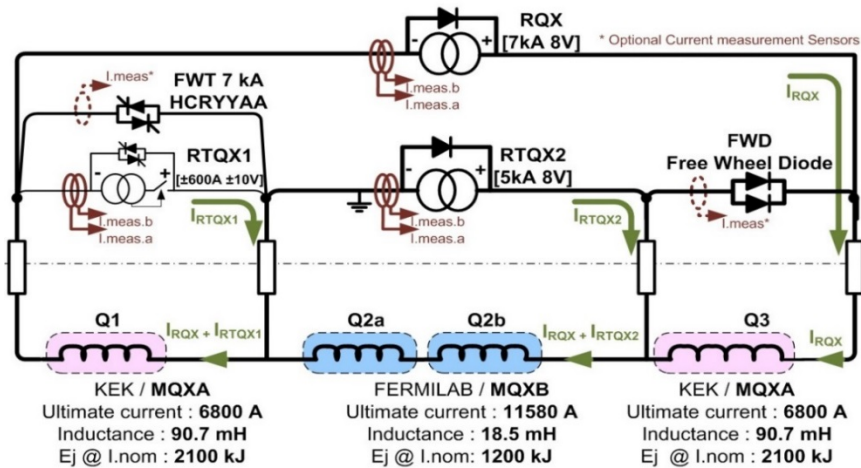 RQX
[7kA 8V]
* Optional Current measurement Sensors
- +
I.meas*
FWT 7 kA
HCRYYAA
I.meas.b
I.meas.a
IRQX
RTQX1
[±600A ±10V]
- +
I.meas.b
I.meas.a
IRTQX1
RTQX2
[5kA 8V]
- +
I.meas.b
I.meas.a
IRTQX2
FWD
Free Wheel Diode
I.meas*
Q1
IRQX + IRTQX1
Q2a
Q2b
IRQX + IRTQX2
Q3
IRQX
KEK / MQXA
Ultimate current : 6800 A
Inductance : 90.7 mH
Ej @ I.nom : 2100 kJ
FERMILAB / MQXB
Ultimate current : 11580 A
Inductance : 18.5 mH
Ej @ I.nom: 1200 kJ
KEK / MQXA
Ultimate current : 6800 A
Inductance : 90.7 mH
Ej @ I.nom : 2100 kJ